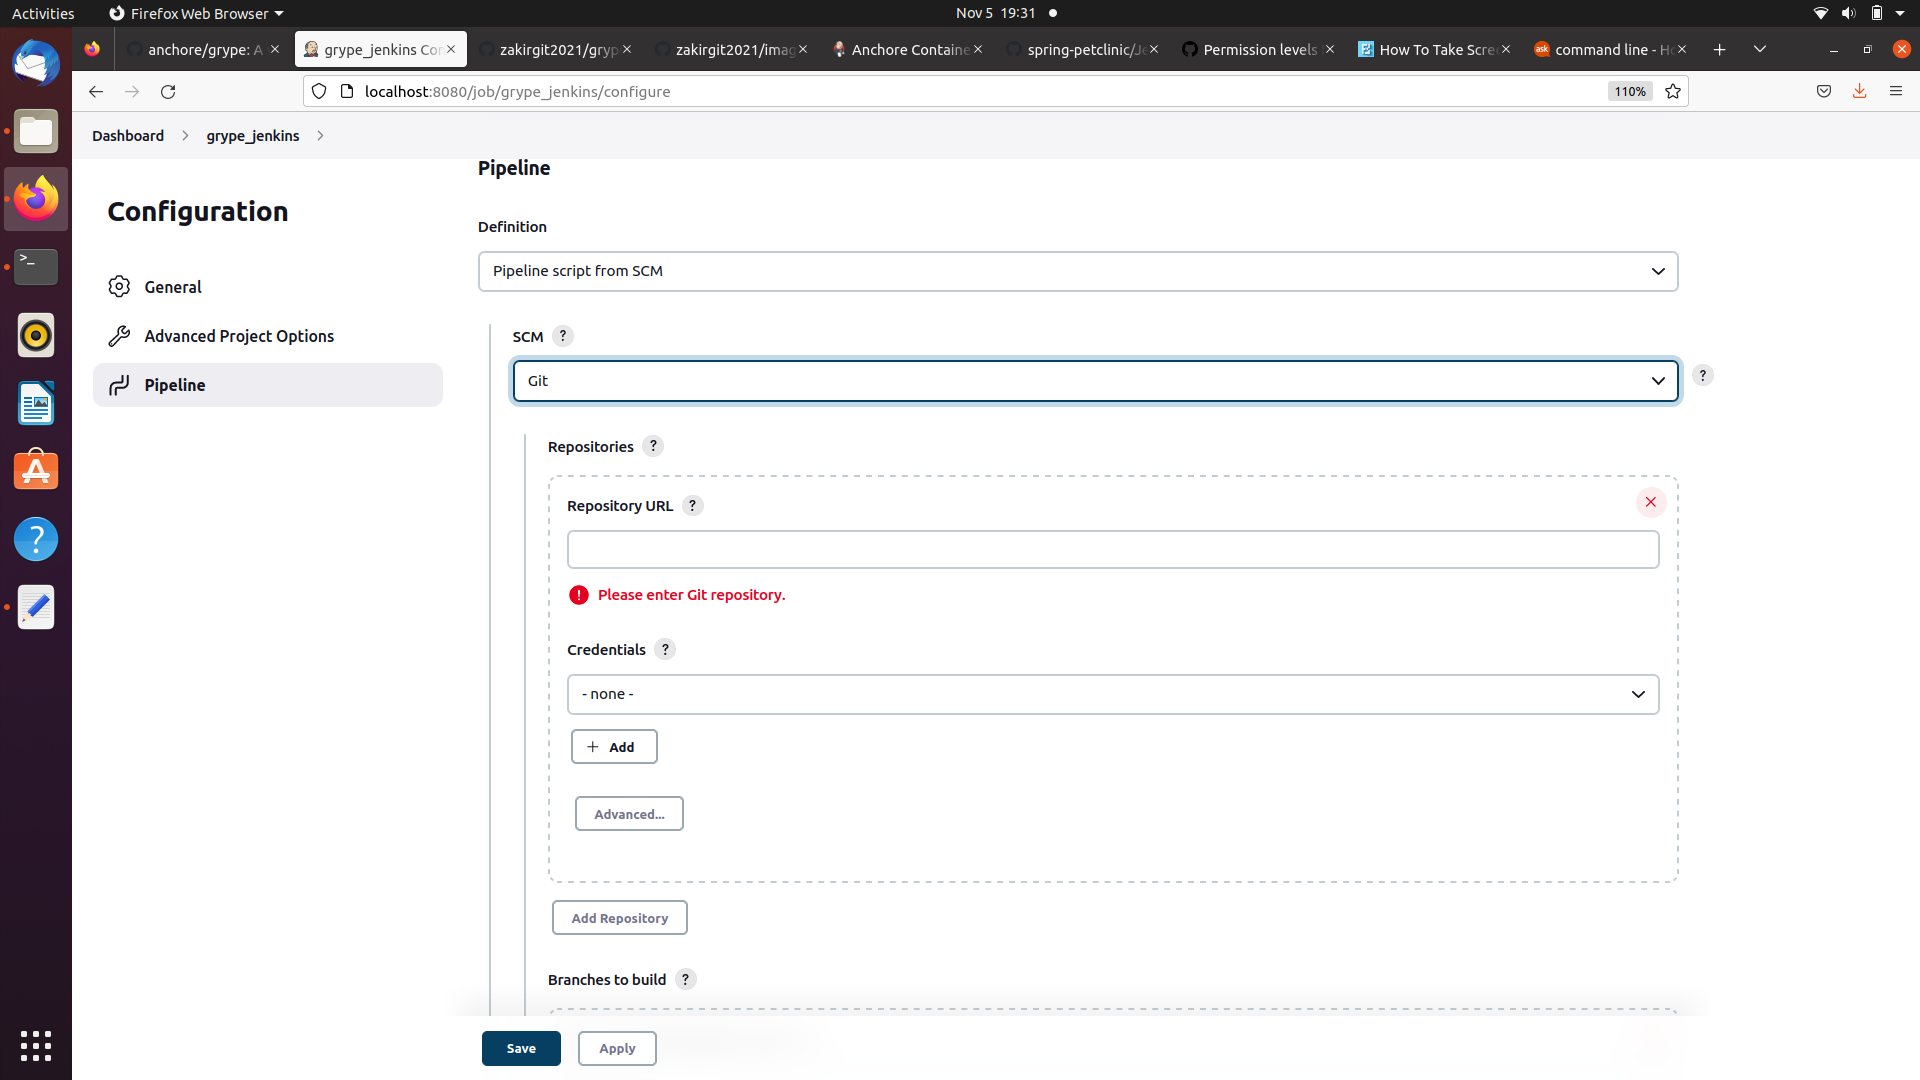 Activities Firefox Web Browser Nov 5 19:31
anchore/grype: A grype_jenkins Con zakirgit2021/gryp zakirgit2021/imag Anchore Containe spring-petclinic/Je Permission levels How To Take Scre command line - Ho
localhost:8080/job/grype_jenkins/configure 110%
Dashboard grype_jenkins
Pipeline
Configuration
General
Advanced Project Options
Pipeline
Definition
Pipeline script from SCM
SCM ?
Git
?
Repositories ?
Repository URL ?
Please enter Git repository.
Credentials ?
- none -
+ Add
Advanced...
Add Repository
Branches to build ?
Save Apply